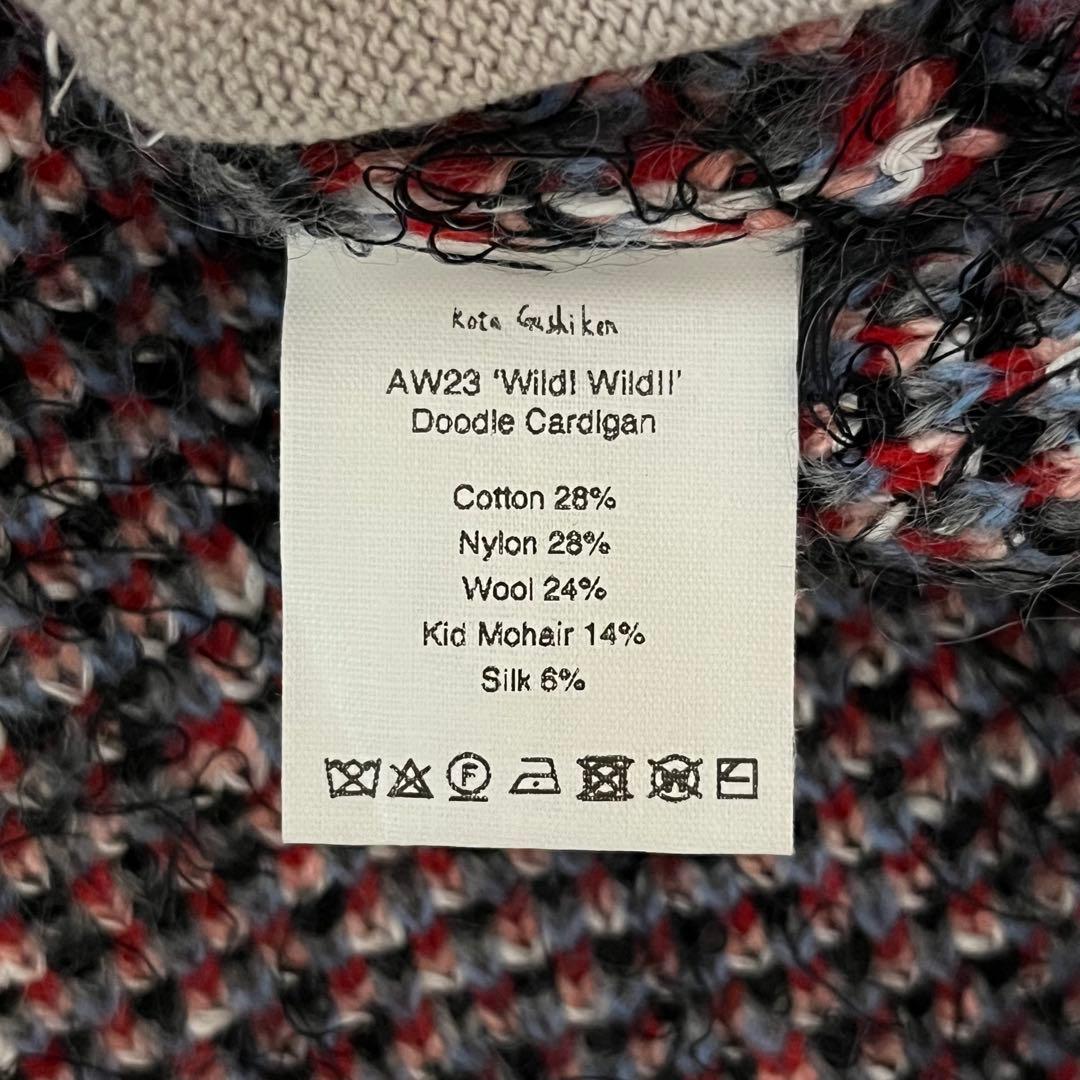 Kota Gushiken
AW23 ‘Wild! Wild!!’
Doodle Cardigan
Cotton 28%
Nylon 28%
Wool 24%
Kid Mohair 14%
Silk 6%
F
W